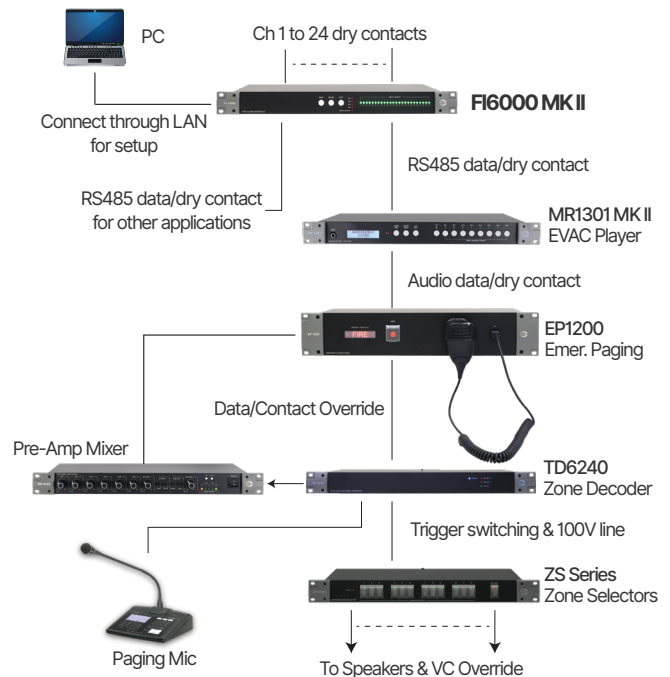 PC
Ch 1 to 24 dry contacts
FI6000 MK II
Connect through LAN
for setup
RS485 data/dry contact
RS485 data/dry contact
for other applications
MR1301 MK II
EVAC Player
Audio data/dry contact
EP1200
Emer. Paging
FIRE
Data/Contact Override
Pre-Amp Mixer
TD6240
Zone Decoder
Trigger switching & 100V line
ZS Series
Zone Selectors
Paging Mic
To Speakers & VC Override